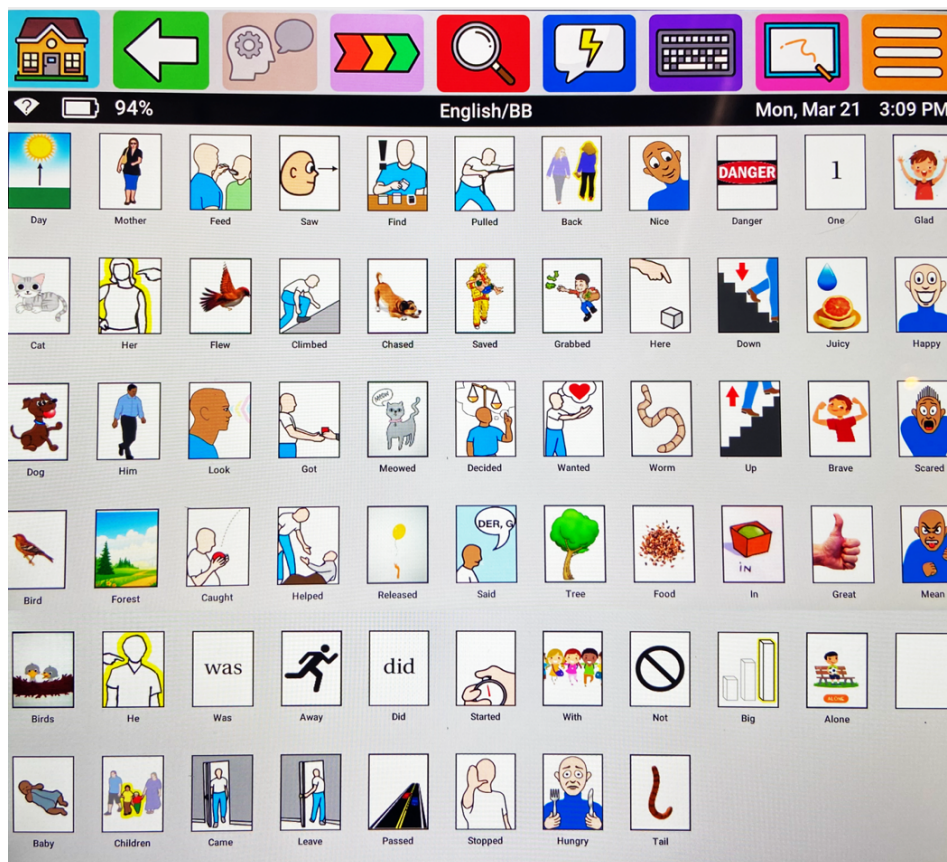 94% English/BB Mon, Mar 21 3:09 PM
DANGER 1
Day Mother Feed Saw Find Pulled Back Nice Danger One Glad
Cat Her Flew Climbed Chased Saved Grabbed Here Down Juicy Happy
MEOW
Dog Him Look Got Meowed Decided Wanted Worm Up Brave Scared
DER, G
IN
Bird Forest Caught Helped Released Said Tree Food In Great Mean
was did
ALONE
Birds He Was Away Did Started With Not Big Alone
Baby Children Came Leave Passed Stopped Hungry Tail